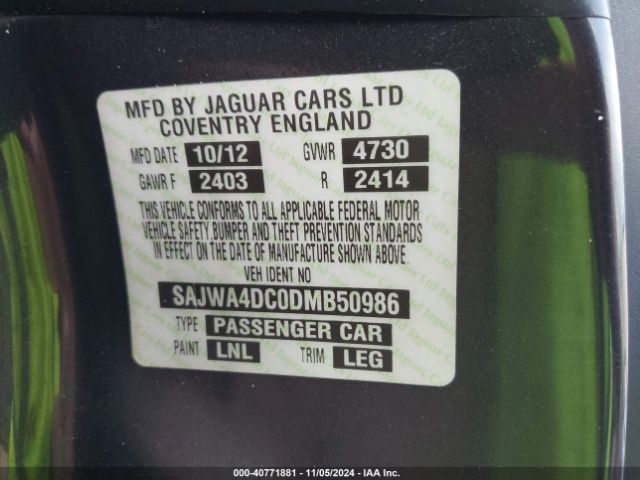 MFD BY JAGUAR CARS LTD
COVENTRY ENGLAND
MFD DATE 10/12 GVWR 4730
GAWR F 2403 R 2414
THIS VEHICLE CONFORMS TO ALL APPLICABLE FEDERAL MOTOR
VEHICLE SAFETY BUMPER AND THEFT PREVENTION STANDARDS
IN EFFECT ON THE DATE OF MANUFACTURE SHOWN ABOVE.
VEH IDENT NO
SAJWA4DC0DMB50986
TYPE PASSENGER CAR
PAINT LNL TRIM LEG
000-40771881 - 11/05/2024 - IAA Inc.